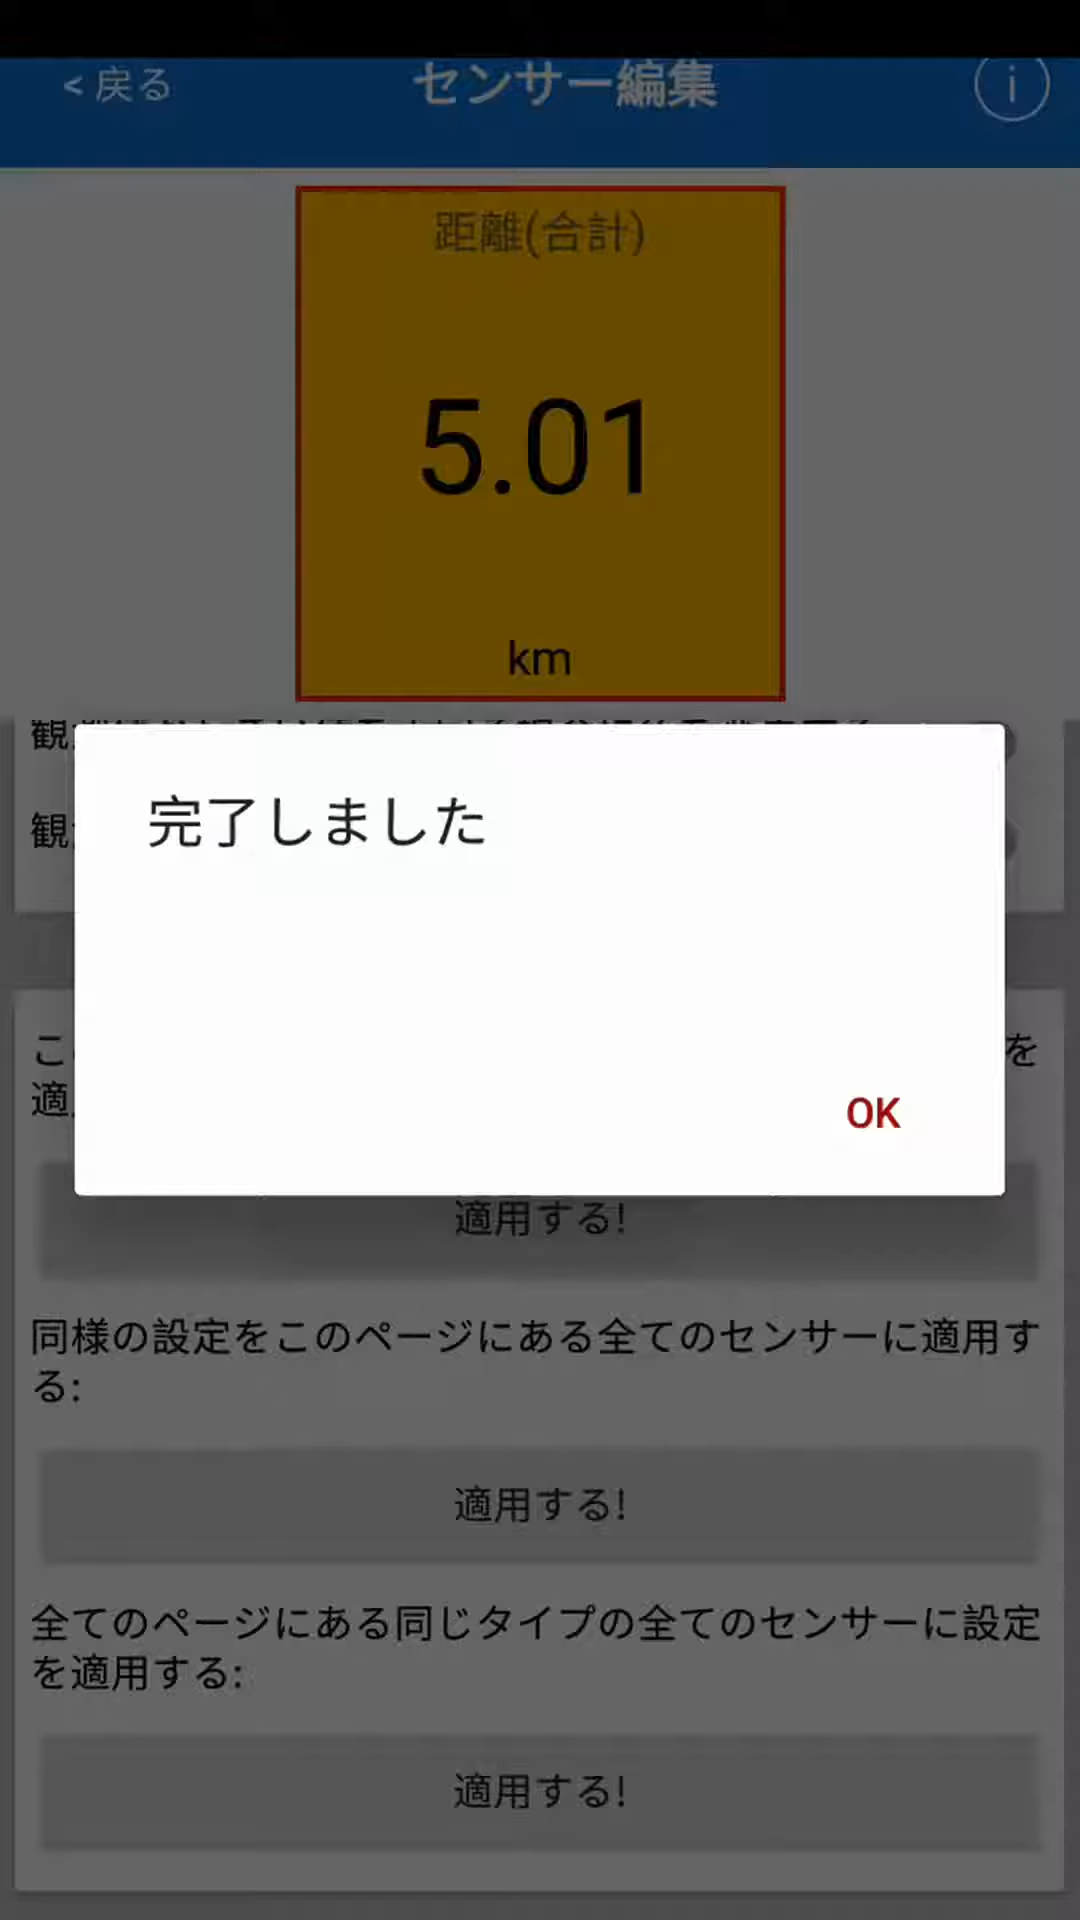 < 戻る
センサー編集
i
距離(合計)
5.01
km
観
観
完了しました
を
適
OK
適用する!
同様の設定をこのページにある全てのセンサーに適用す
る:
適用する!
全てのページにある同じタイプの全てのセンサーに設定
を適用する:
適用する!